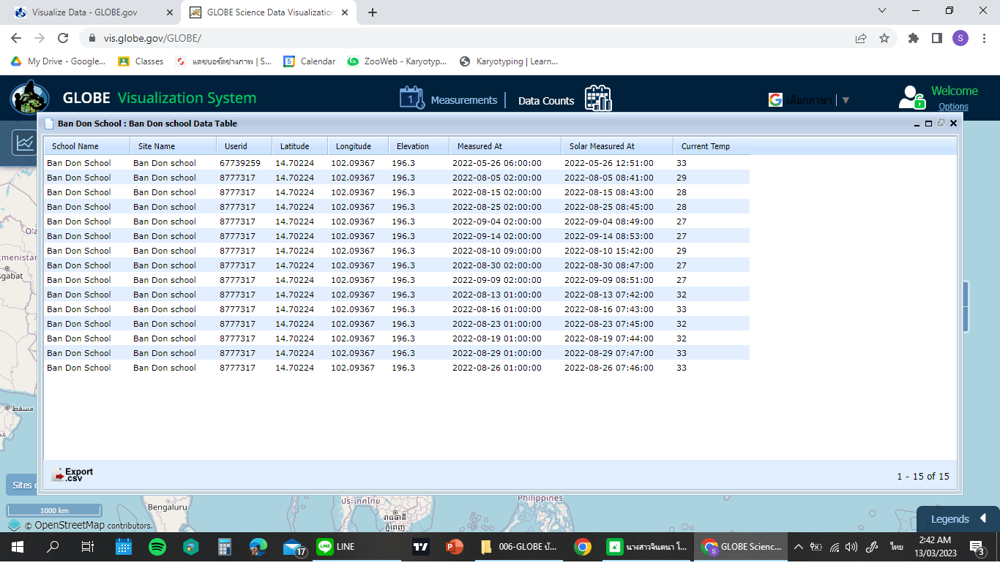 Visualize Data - GLOBE.gov
GLOBE Science Data Visualization
vis.globe.gov/GLOBE/
S
My Drive - Google...
Classes
แดชบอร์ดช่างภาพ | S...
5 Calendar
ZooWeb - Karyotyp...
Karyotyping | Learn...
GLOBE Visualization System
1 Measurements
Data Counts
เลือกภาษา ▼
Welcome
Options
Ban Don School : Ban Don school Data Table
School Name Site Name Userid Latitude Longitude Elevation Measured At Solar Measured At Current Temp
Ban Don School Ban Don school 67739259 14.70224 102.09367 196.3 2022-05-26 06:00:00 2022-05-26 12:51:00 33
Ban Don School Ban Don school 8777317 14.70224 102.09367 196.3 2022-08-05 02:00:00 2022-08-05 08:41:00 29
Ban Don School Ban Don school 8777317 14.70224 102.09367 196.3 2022-08-15 02:00:00 2022-08-15 08:43:00 28
Ban Don School Ban Don school 8777317 14.70224 102.09367 196.3 2022-08-25 02:00:00 2022-08-25 08:45:00 28
Ban Don School Ban Don school 8777317 14.70224 102.09367 196.3 2022-09-04 02:00:00 2022-09-04 08:49:00 27
Ban Don School Ban Don school 8777317 14.70224 102.09367 196.3 2022-09-14 02:00:00 2022-09-14 08:53:00 27
Ban Don School Ban Don school 8777317 14.70224 102.09367 196.3 2022-08-10 09:00:00 2022-08-10 15:42:00 29
Ban Don School Ban Don school 8777317 14.70224 102.09367 196.3 2022-08-30 02:00:00 2022-08-30 08:47:00 27
Ban Don School Ban Don school 8777317 14.70224 102.09367 196.3 2022-09-09 02:00:00 2022-09-09 08:51:00 27
Ban Don School Ban Don school 8777317 14.70224 102.09367 196.3 2022-08-13 01:00:00 2022-08-13 07:42:00 32
Ban Don School Ban Don school 8777317 14.70224 102.09367 196.3 2022-08-16 01:00:00 2022-08-16 07:43:00 33
Ban Don School Ban Don school 8777317 14.70224 102.09367 196.3 2022-08-23 01:00:00 2022-08-23 07:45:00 32
Ban Don School Ban Don school 8777317 14.70224 102.09367 196.3 2022-08-19 01:00:00 2022-08-19 07:44:00 32
Ban Don School Ban Don school 8777317 14.70224 102.09367 196.3 2022-08-29 01:00:00 2022-08-29 07:47:00 33
Ban Don School Ban Don school 8777317 14.70224 102.09367 196.3 2022-08-26 01:00:00 2022-08-26 07:46:00 33
Oʻz
kmenistan
şgabat
مسقط
Export
.csv
1 - 15 of 15
Sites
1000 km
Bengaluru
ประเทศไทย
ราชธานี
ភ្នំពេញ
Philippines
© OpenStreetMap contributors.
Legends
17
LINE
006-GLOBE บ้...
นางสาวจินตนา โ...
GLOBE Scienc...
ไทย
2:42 AM
13/03/2023
3